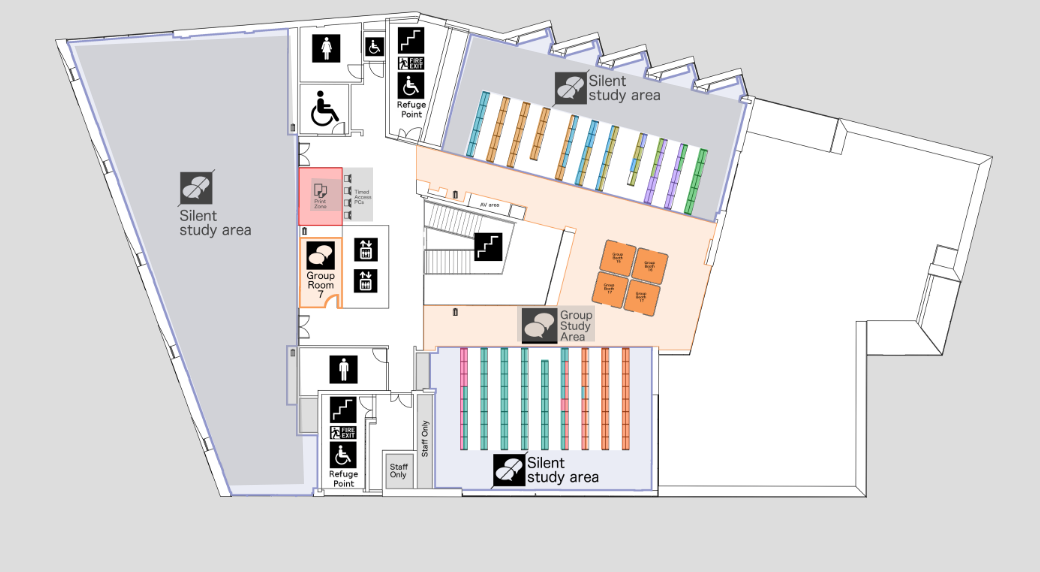 FIRE
EXIT
Refuge
Point
Silent
study area
Silent
study area
Print
Zone
Timed
Access
PCs
AV area
Group
Room
7
Group
Study
Area
FIRE
EXIT
Refuge
Point
Staff
Only
Staff Only
Silent
study area